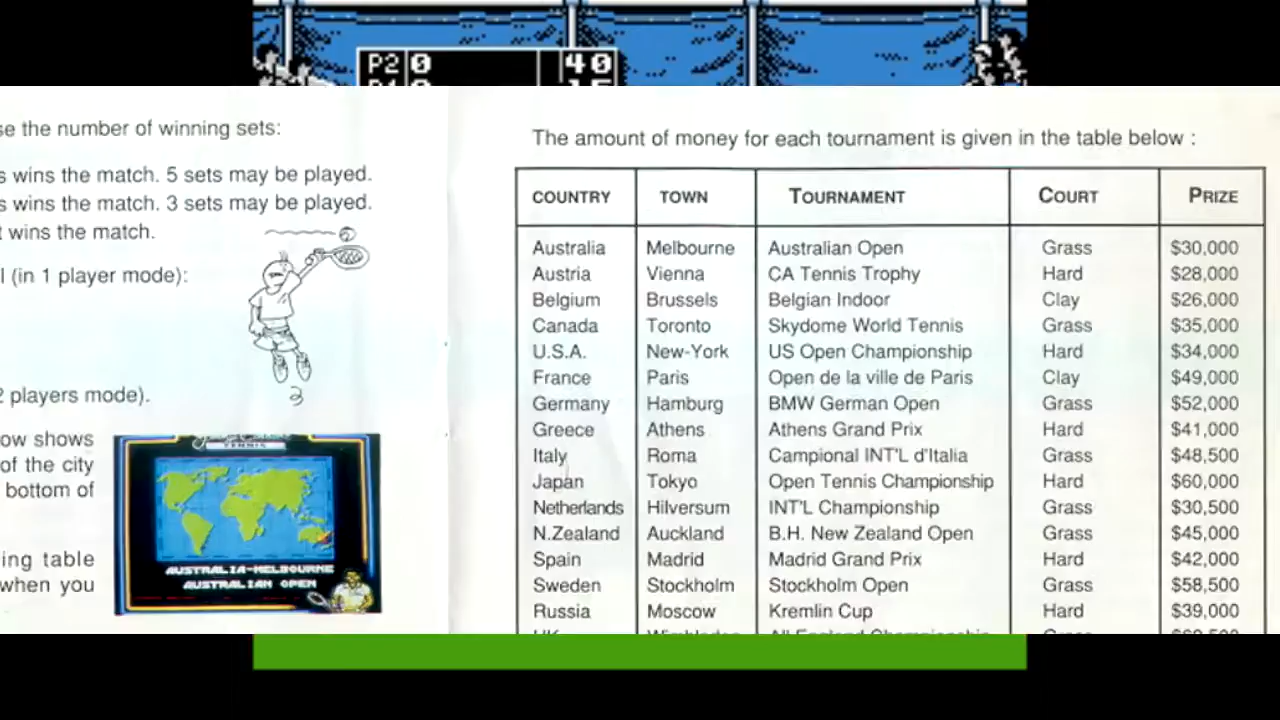 P2 0 40
se the number of winning sets:
s wins the match. 5 sets may be played.
s wins the match. 3 sets may be played.
t wins the match.
l (in 1 player mode):
2 players mode).
ow shows
of the city
bottom of
ing table
when you
TENNIS
AUSTRALIA-MELBOURNE
AUSTRALIAN OPEN
The amount of money for each tournament is given in the table below :
COUNTRY TOWN TOURNAMENT COURT PRIZE
Australia Melbourne Australian Open Grass $30,000
Austria Vienna CA Tennis Trophy Hard $28,000
Belgium Brussels Belgian Indoor Clay $26,000
Canada Toronto Skydome World Tennis Grass $35,000
U.S.A. New-York US Open Championship Hard $34,000
France Paris Open de la ville de Paris Clay $49,000
Germany Hamburg BMW German Open Grass $52,000
Greece Athens Athens Grand Prix Hard $41,000
Italy Roma Campional INT'L d'Italia Grass $48,500
Japan Tokyo Open Tennis Championship Hard $60,000
Netherlands Hilversum INT'L Championship Grass $30,500
N.Zealand Auckland B.H. New Zealand Open Grass $45,000
Spain Madrid Madrid Grand Prix Hard $42,000
Sweden Stockholm Stockholm Open Grass $58,500
Russia Moscow Kremlin Cup Hard $39,000